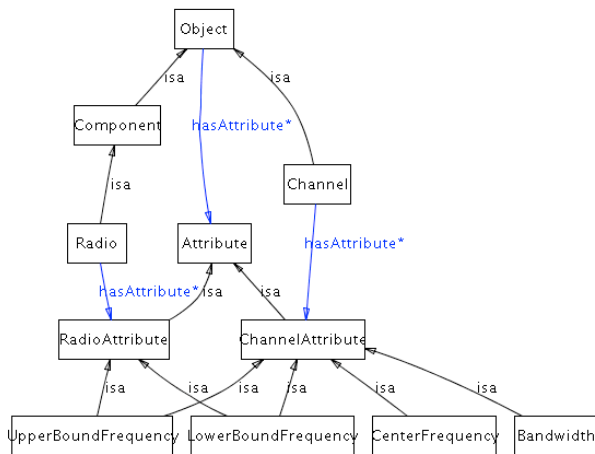 Object
isa
isa
hasAttribute*
Component
Channel
isa
Radio
Attribute
hasAttribute*
hasAttribute*
isa
isa
RadioAttribute
ChannelAttribute
isa
isa
isa
isa
isa
isa
UpperBoundFrequency
LowerBoundFrequency
CenterFrequency
Bandwidth